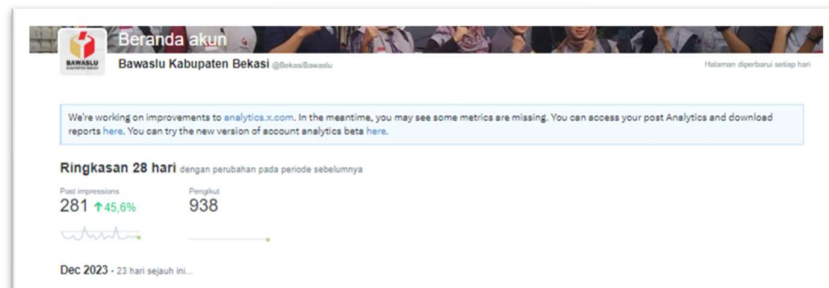 Beranda akun
BAWASLU
Bawaslu Kabupaten Bekasi @BekasiBawaslu
Halaman diperbarui setiap hari
We're working on improvements to analytics.x.com. In the meantime, you may see some metrics are missing. You can access your post Analytics and download
reports here. You can try the new version of account analytics beta here.
Ringkasan 28 hari dengan perubahan pada periode sebelumnya
Post impressions
Pengikut
281 ↑45,6%
938
Dec 2023 • 23 hari sejauh ini...